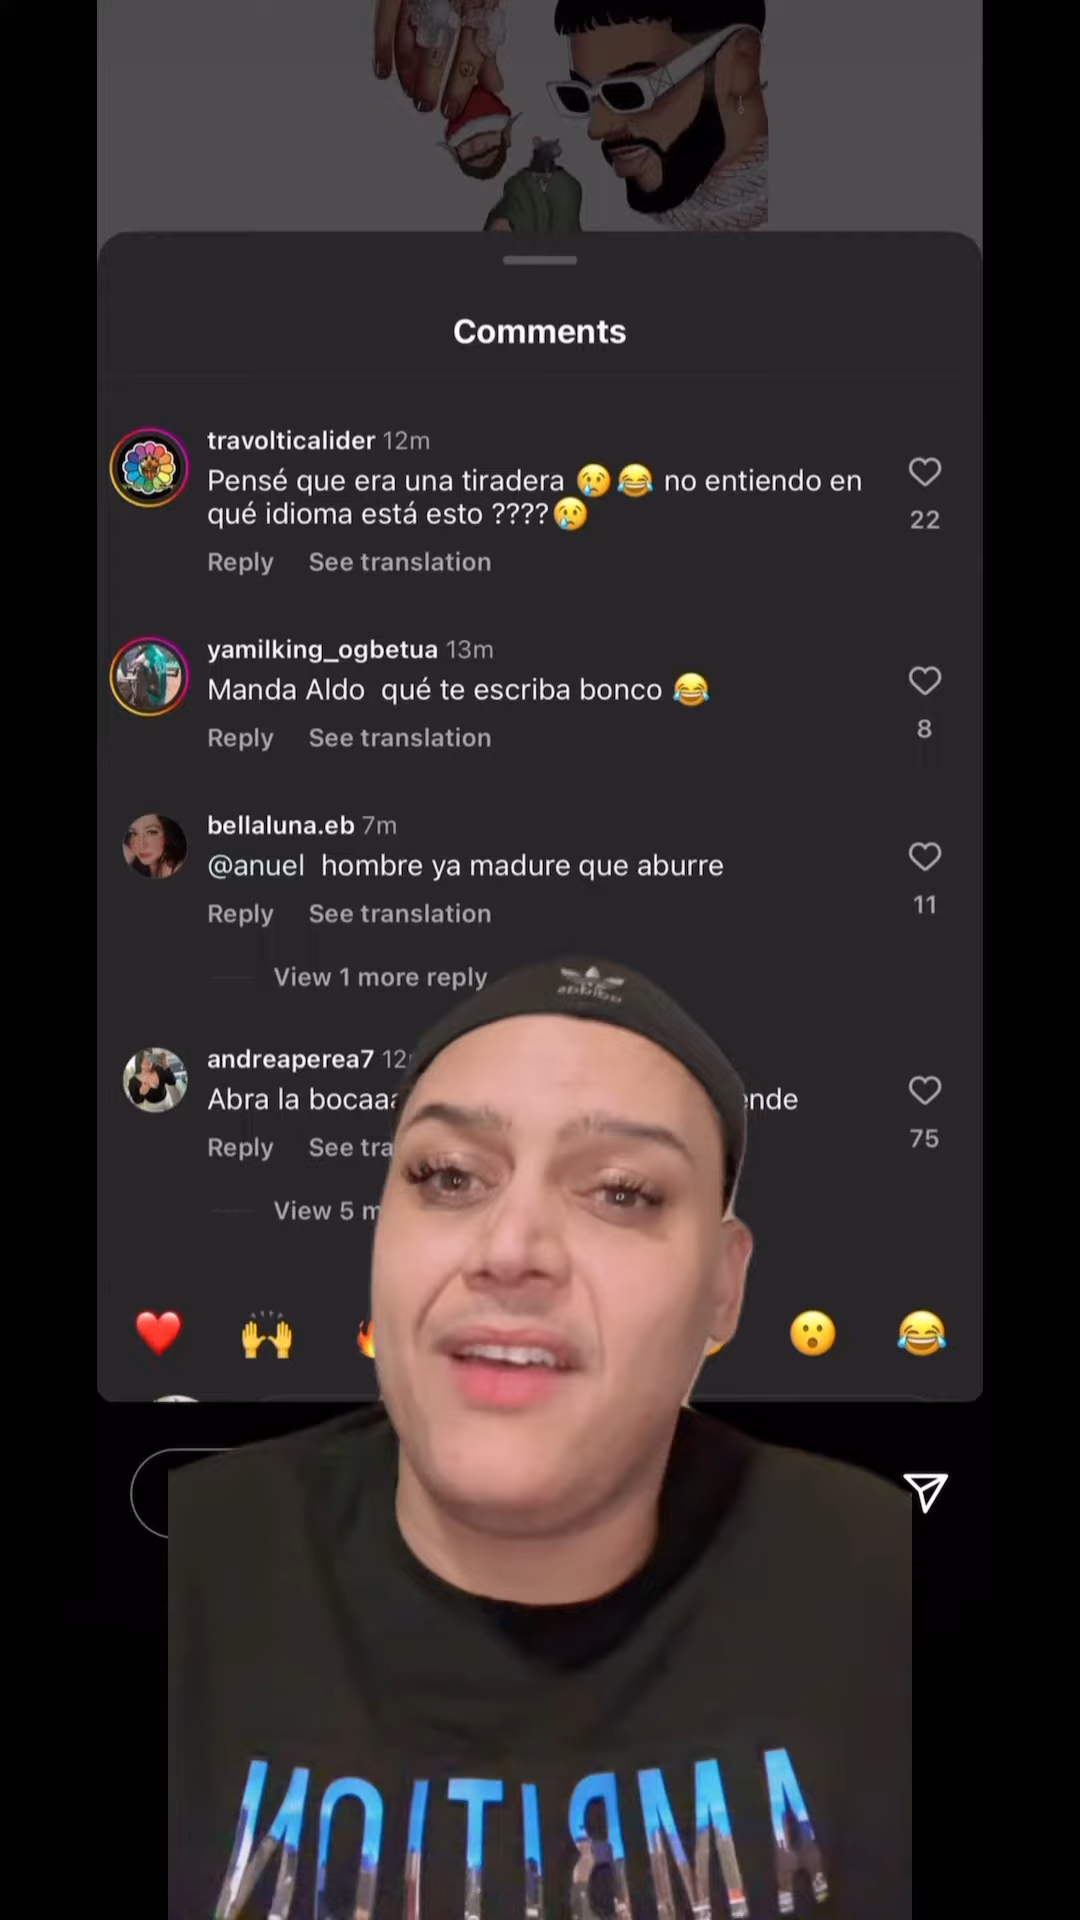 Comments
travolticalider 12m
Pensé que era una tiradera 😢😂 no entiendo en
qué idioma está esto ????😢
22
Reply See translation
yamilking_ogbetua 13m
Manda Aldo qué te escriba bonco 😂
8
Reply See translation
bellaluna.eb 7m
@anuel hombre ya madure que aburre
11
Reply See translation
View 1 more reply
adidas
andreaperea7
Abra la
75
Reply See
View 5
AMBITION